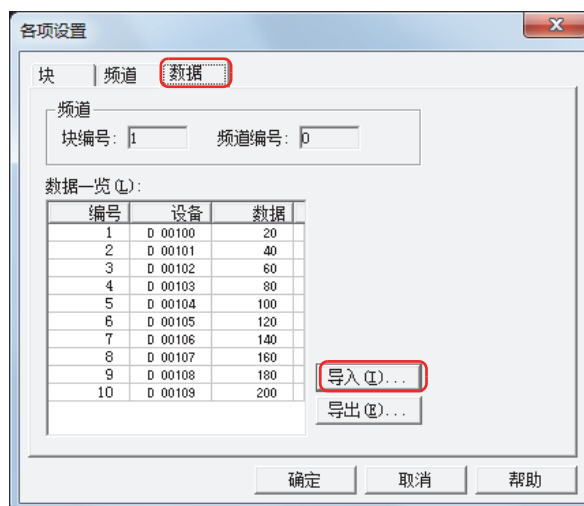 各项设置
块 频道 数据
频道
块编号: 1 频道编号: 0
数据一览(L):
编号 设备 数据
1 D 00100 20
2 D 00101 40
3 D 00102 60
4 D 00103 80
5 D 00104 100
6 D 00105 120
7 D 00106 140
8 D 00107 160
9 D 00108 180
10 D 00109 200
导入(I)...
导出(E)...
确定 取消 帮助